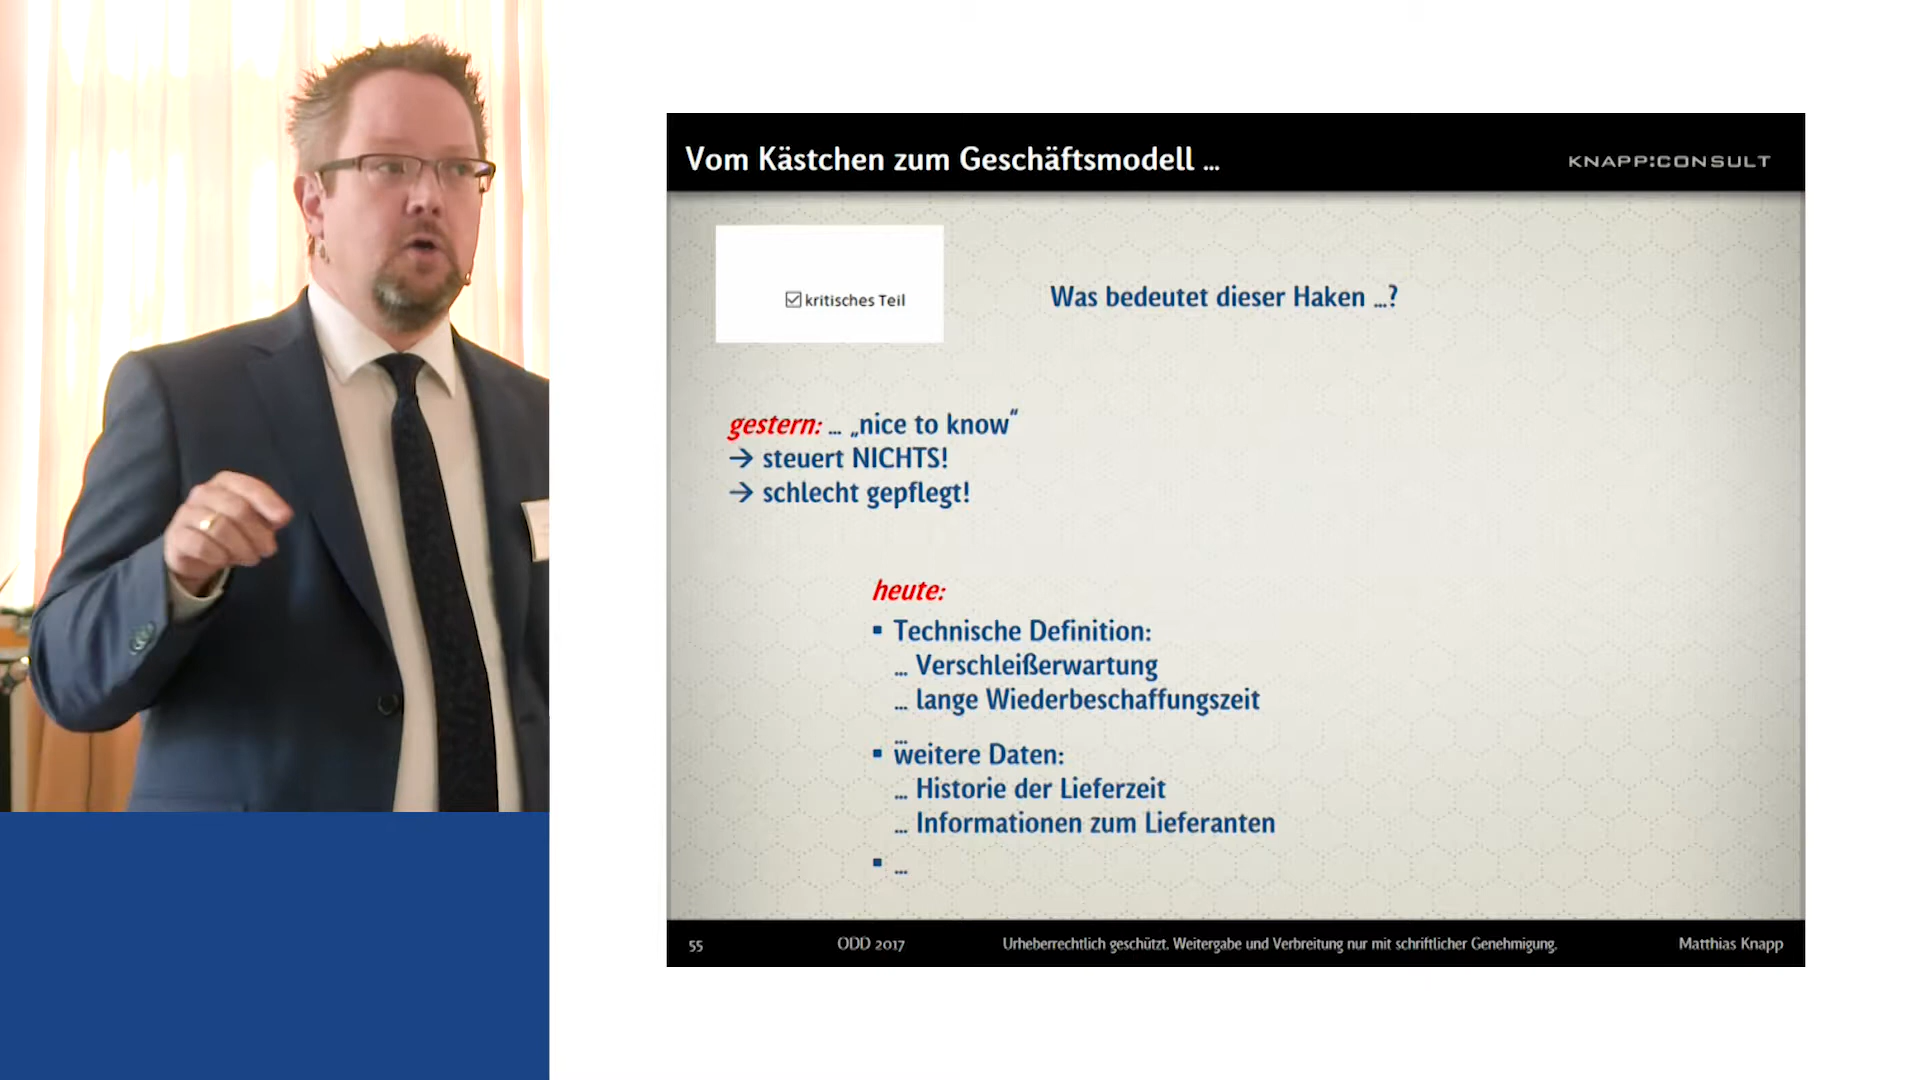 Vom Kästchen zum Geschäftsmodell ...
KNAPP:CONSULT
kritisches Teil
Was bedeutet dieser Haken ...?
gestern: ... „nice to know“
→ steuert NICHTS!
→ schlecht gepflegt!
heute:
▪ Technische Definition:
... Verschleißerwartung
... lange Wiederbeschaffungszeit
...
▪ weitere Daten:
... Historie der Lieferzeit
... Informationen zum Lieferanten
▪ ...
55
ODD 2017
Urheberrechtlich geschützt. Weitergabe und Verbreitung nur mit schriftlicher Genehmigung.
Matthias Knapp